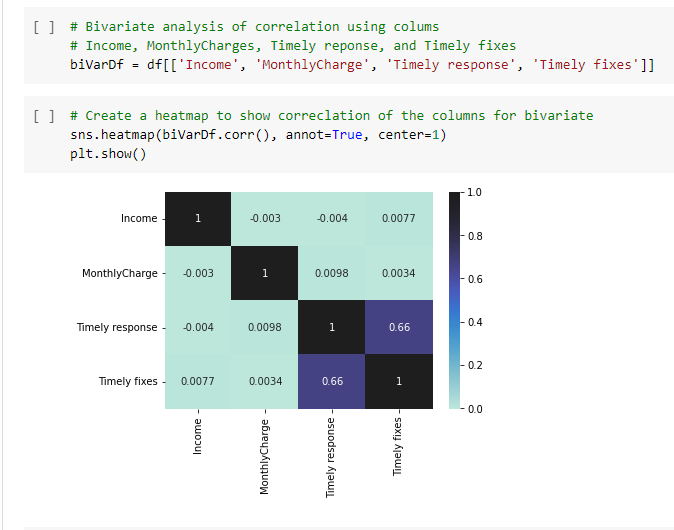 [ ] # Bivariate analysis of correlation using colums
# Income, MonthlyCharges, Timely reponse, and Timely fixes
biVarDf = df[['Income', 'MonthlyCharge', 'Timely response', 'Timely fixes']]
[ ] # Create a heatmap to show correclation of the columns for bivariate
sns.heatmap(biVarDf.corr(), annot=True, center=1)
plt.show()
Income 1 -0.003 -0.004 0.0077
MonthlyCharge -0.003 1 0.0098 0.0034
Timely response -0.004 0.0098 1 0.66
Timely fixes 0.0077 0.0034 0.66 1
Income
MonthlyCharge
Timely response
Timely fixes
1.0
0.8
0.6
0.4
0.2
0.0